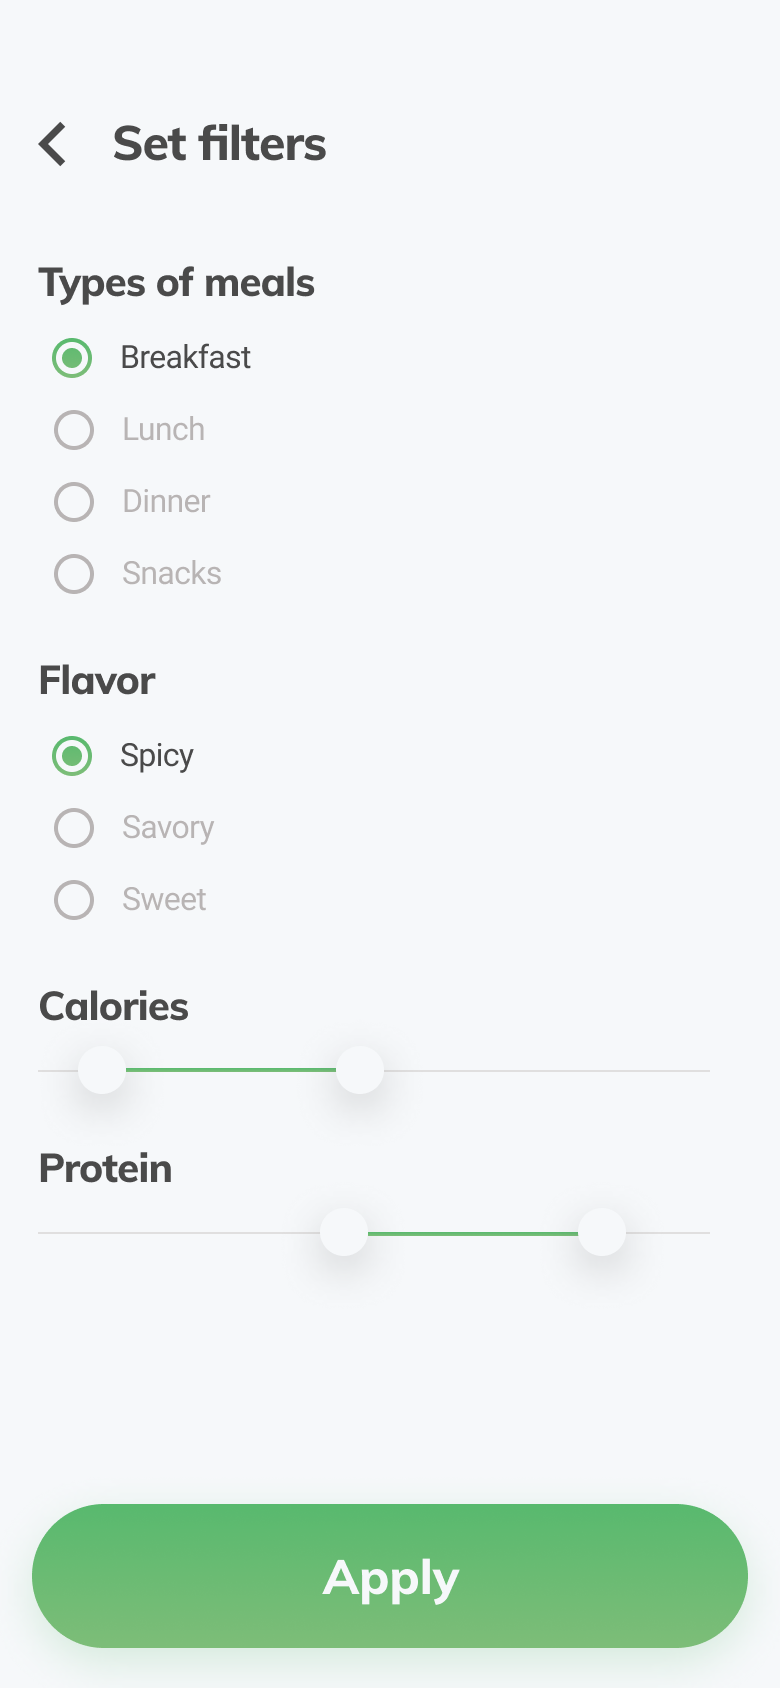 Set filters
Types of meals
Breakfast
Lunch
Dinner
Snacks
Flavor
Spicy
Savory
Sweet
Calories
Protein
Apply